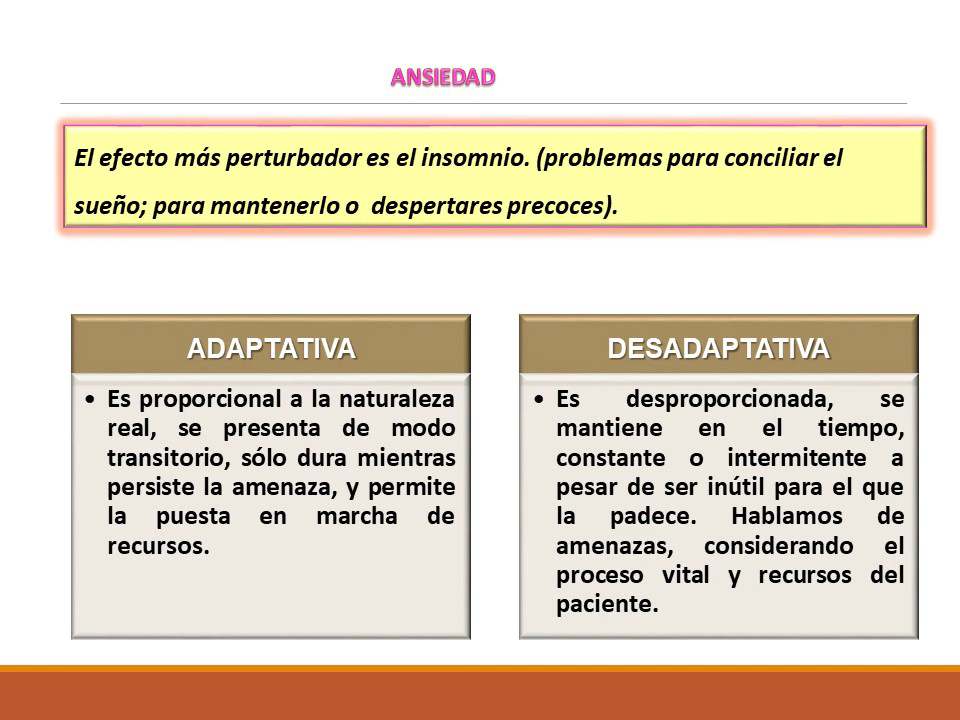 ANSIEDAD
El efecto más perturbador es el insomnio. (problemas para conciliar el
sueño; para mantenerlo o despertares precoces).
ADAPTATIVA
• Es proporcional a la naturaleza
real, se presenta de modo
transitorio, sólo dura mientras
persiste la amenaza, y permite
la puesta en marcha de
recursos.
DESADAPTATIVA
• Es desproporcionada, se
mantiene en el tiempo,
constante o intermitente a
pesar de ser inútil para el que
la padece. Hablamos de
amenazas, considerando el
proceso vital y recursos del
paciente.